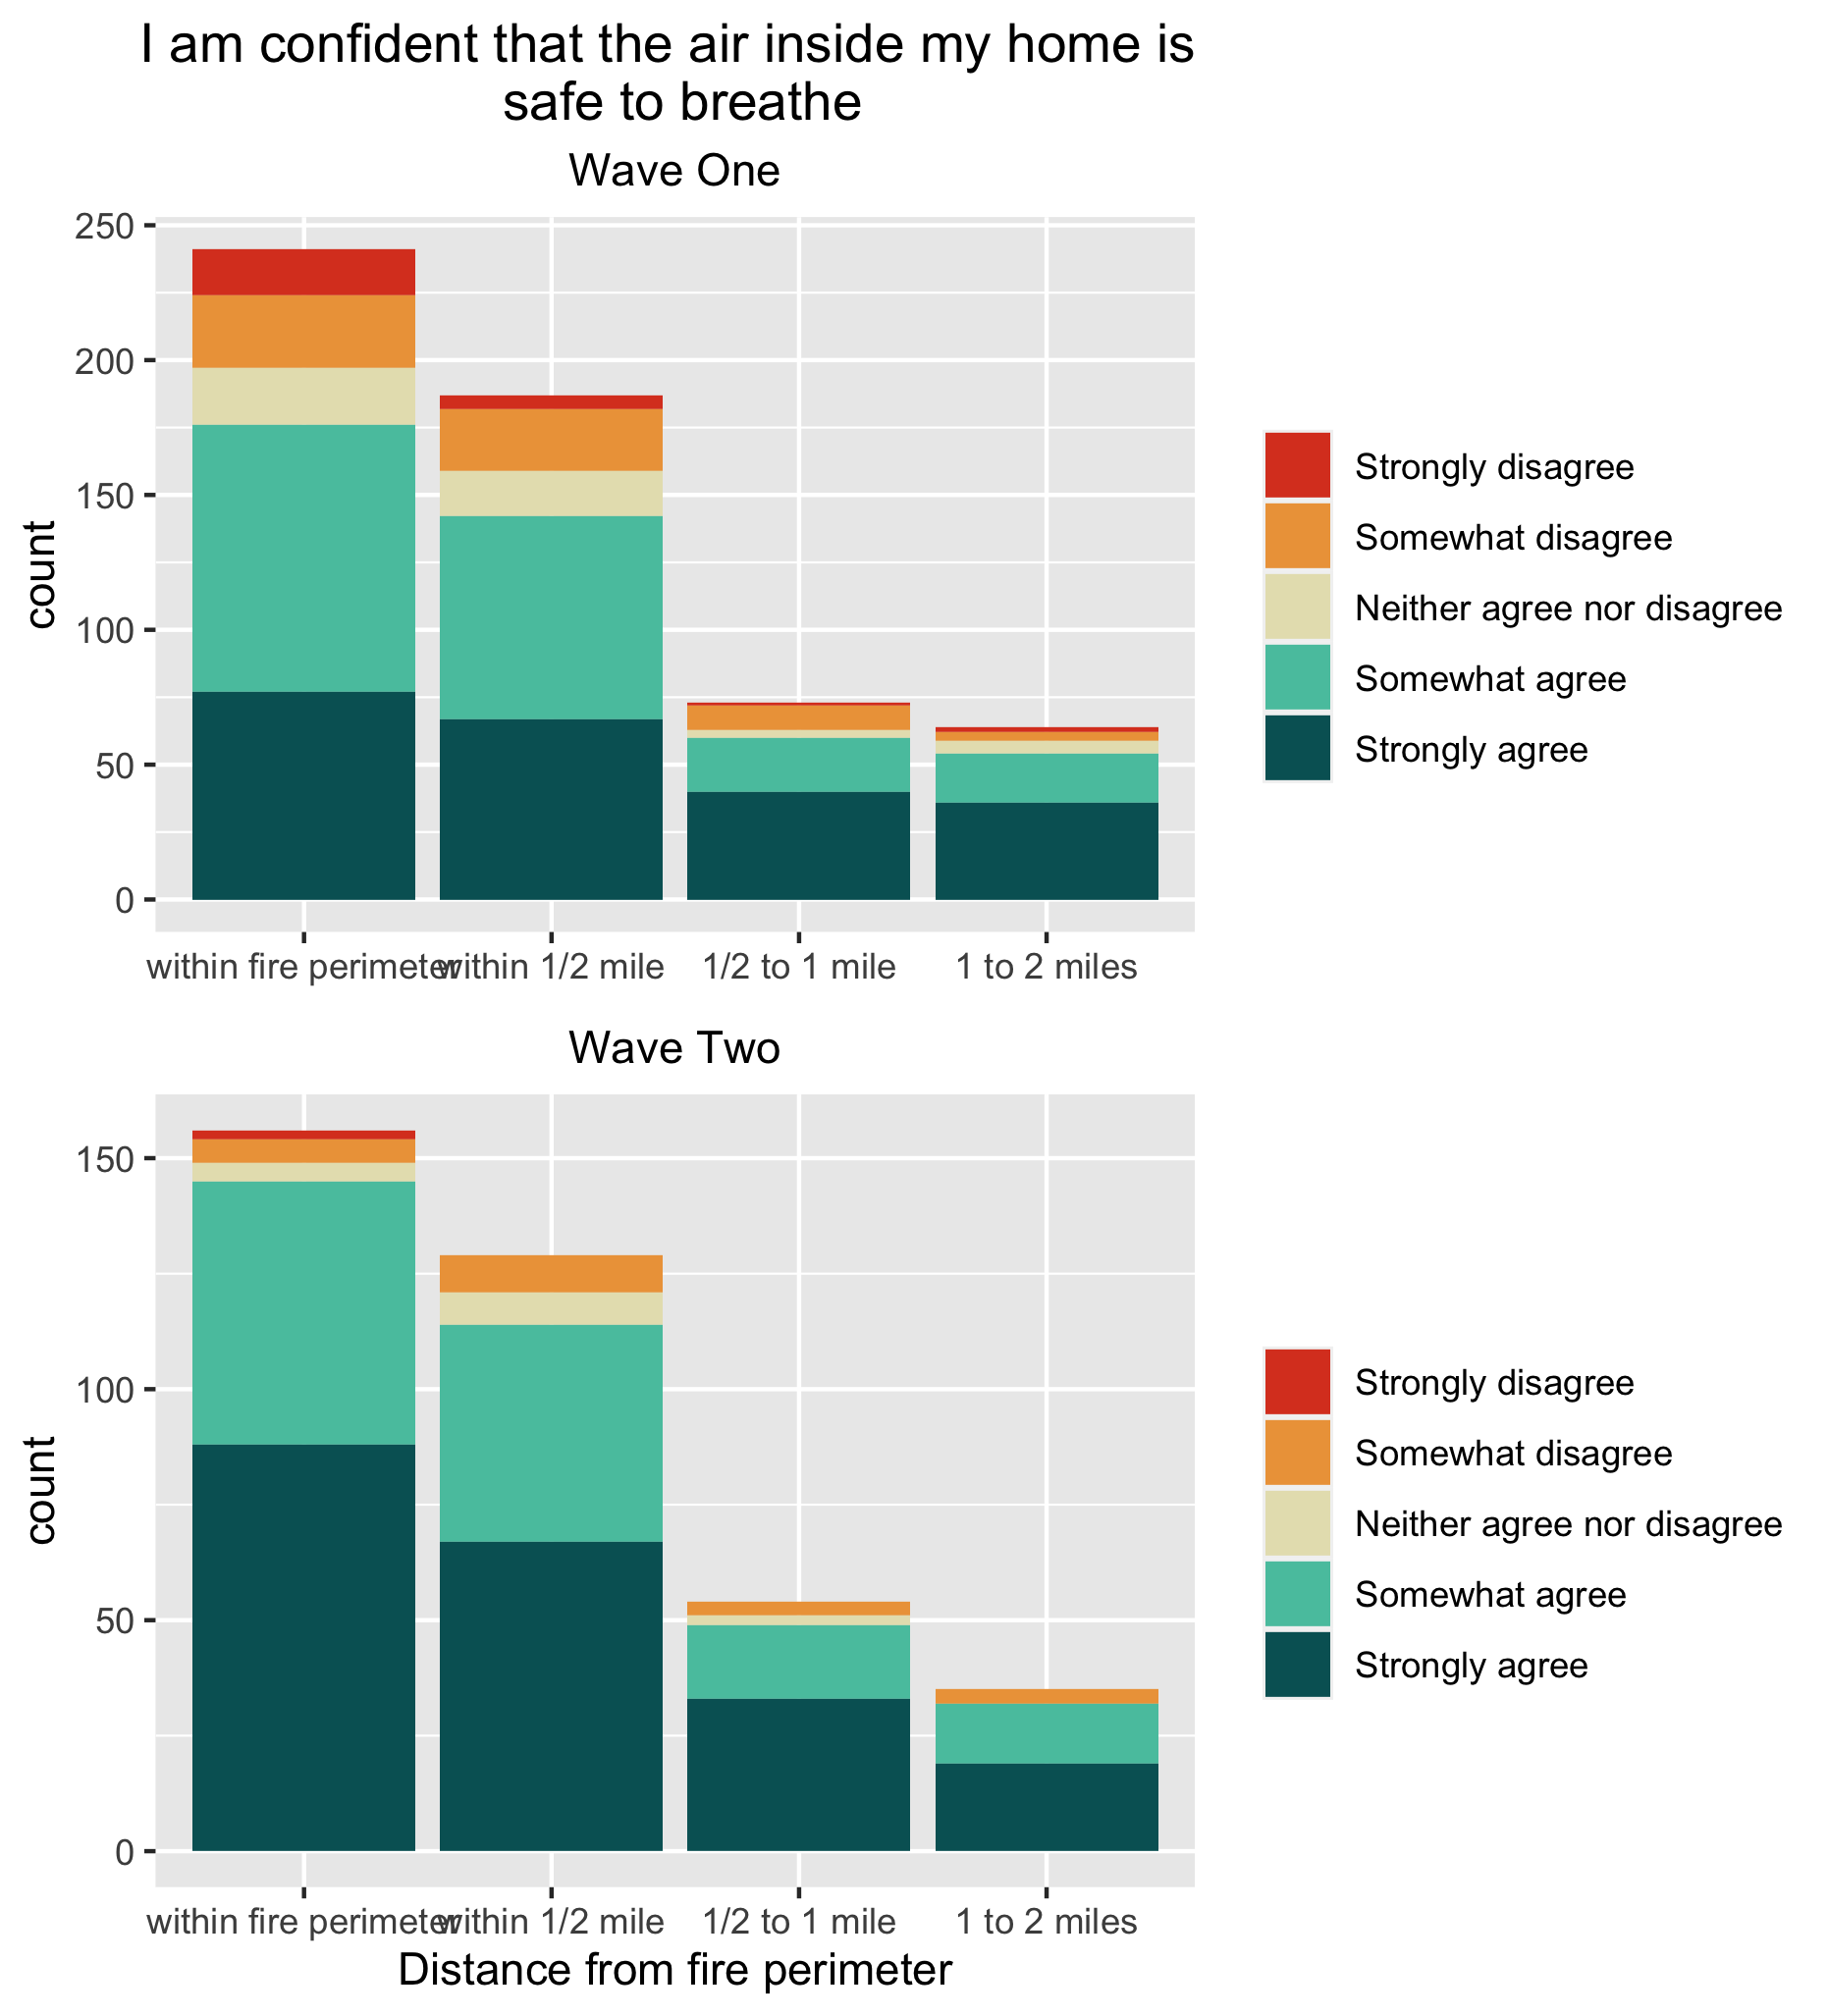 I am confident that the air inside my home is
safe to breathe
Wave One
250
200
150
100
50
0
count
within fire perimeter
within 1/2 mile
1/2 to 1 mile
1 to 2 miles
Strongly disagree
Somewhat disagree
Neither agree nor disagree
Somewhat agree
Strongly agree
Wave Two
150
100
50
0
count
within fire perimeter
within 1/2 mile
1/2 to 1 mile
1 to 2 miles
Distance from fire perimeter
Strongly disagree
Somewhat disagree
Neither agree nor disagree
Somewhat agree
Strongly agree